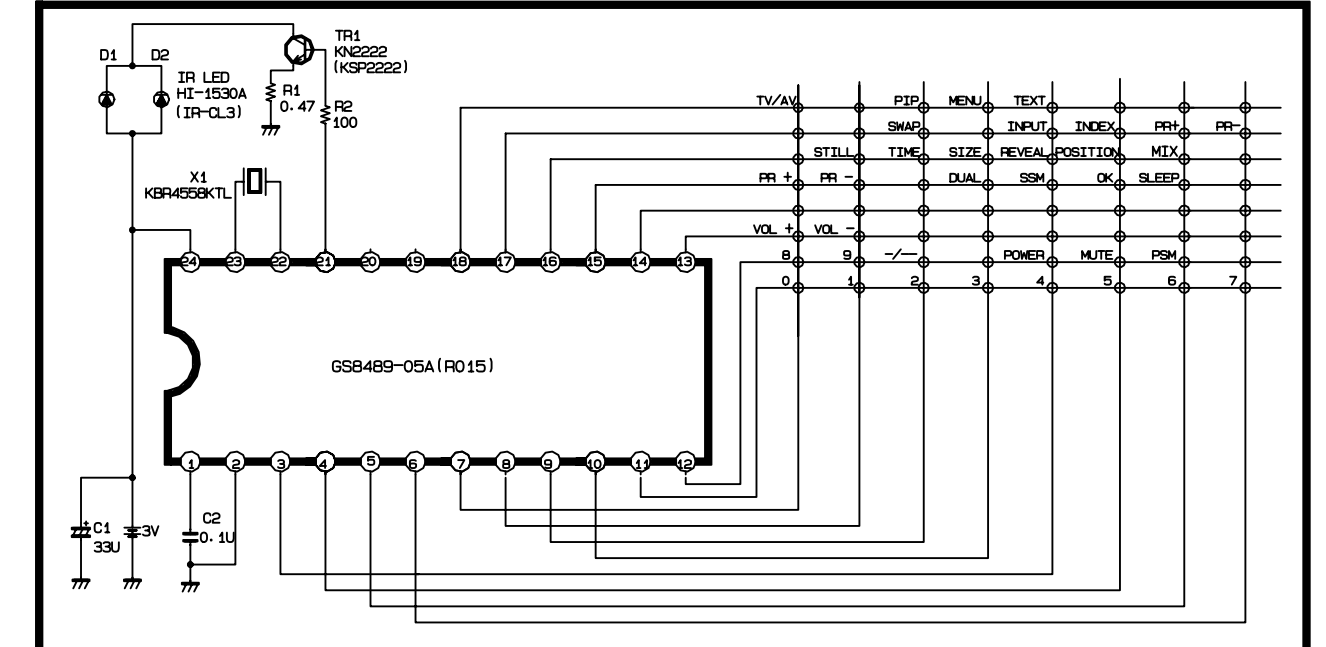 TR1
KN2222
(KSP2222)
D1 D2
IR LED
HI-1530A
(IR-CL3)
R1
0.47
R2
100
X1
KBR4558KTL
TV/AV PIP MENU TEXT
SWAP INPUT INDEX PR+ PR-
STILL TIME SIZE REVEAL POSITION MIX
PR + PR - DUAL SSM OK SLEEP
VOL + VOL -
8 9 -/-- POWER MUTE PSM
0 1 2 3 4 5 6 7
24 23 22 21 20 19 18 17 16 15 14 13
GS8489-05A(R015)
1 2 3 4 5 6 7 8 9 10 11 12
+
C1
33U
3V
C2
0.1U